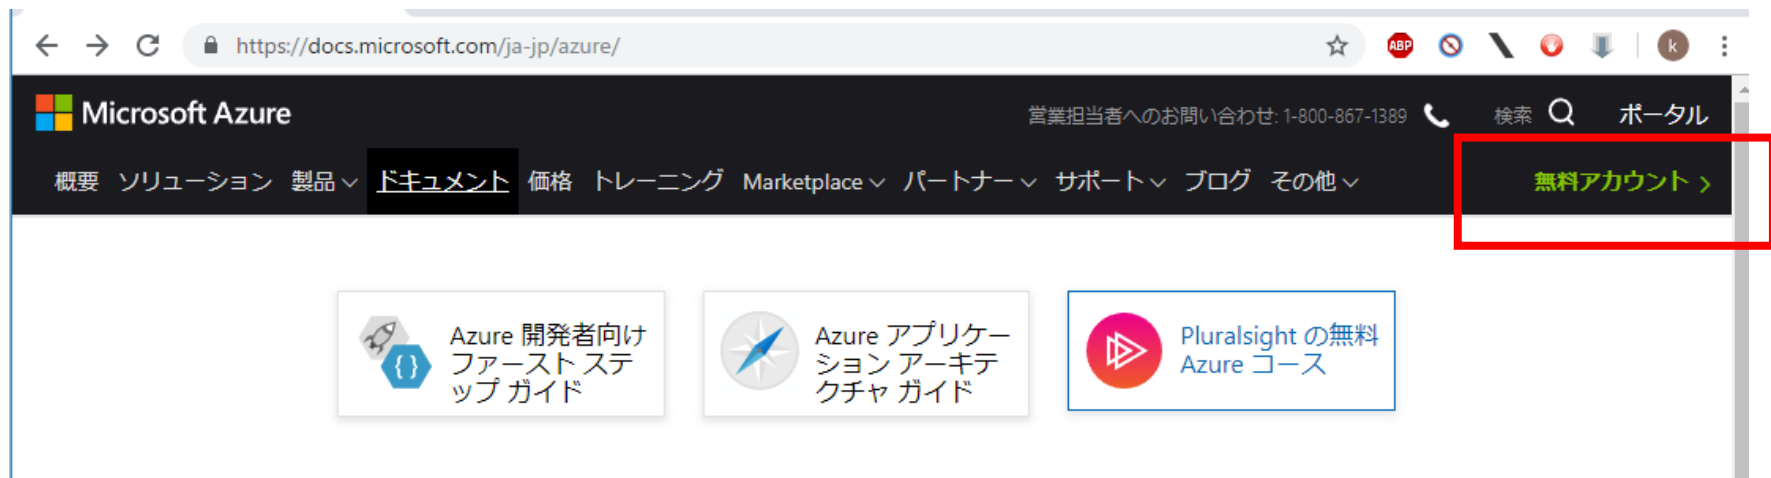 https://docs.microsoft.com/ja-jp/azure/
ABP
k
Microsoft Azure
営業担当者へのお問い合わせ: 1-800-867-1389
検索
ポータル
概要 ソリューション 製品 ドキュメント 価格 トレーニング Marketplace パートナー サポート ブログ その他
無料アカウント
Azure 開発者向け
ファースト ステ
ップ ガイド
Azure アプリケー
ション アーキテ
クチャ ガイド
Pluralsight の無料
Azure コース